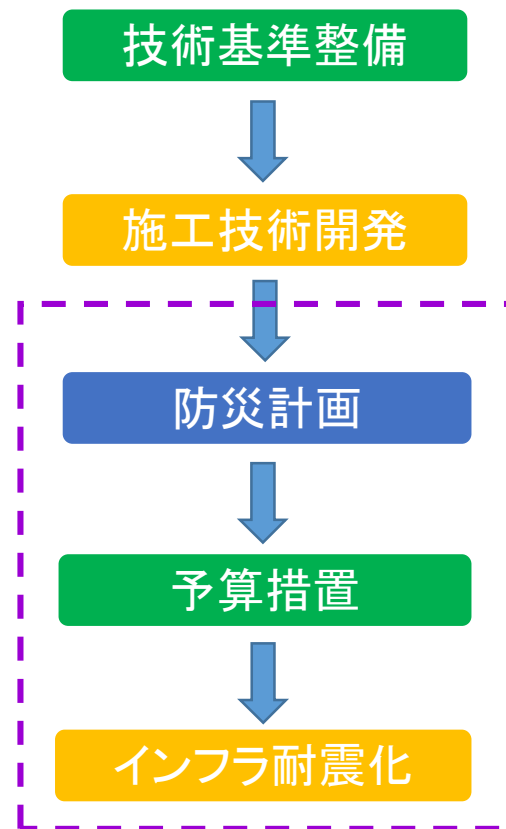 技術基準整備
施工技術開発
防災計画
予算措置
インフラ耐震化